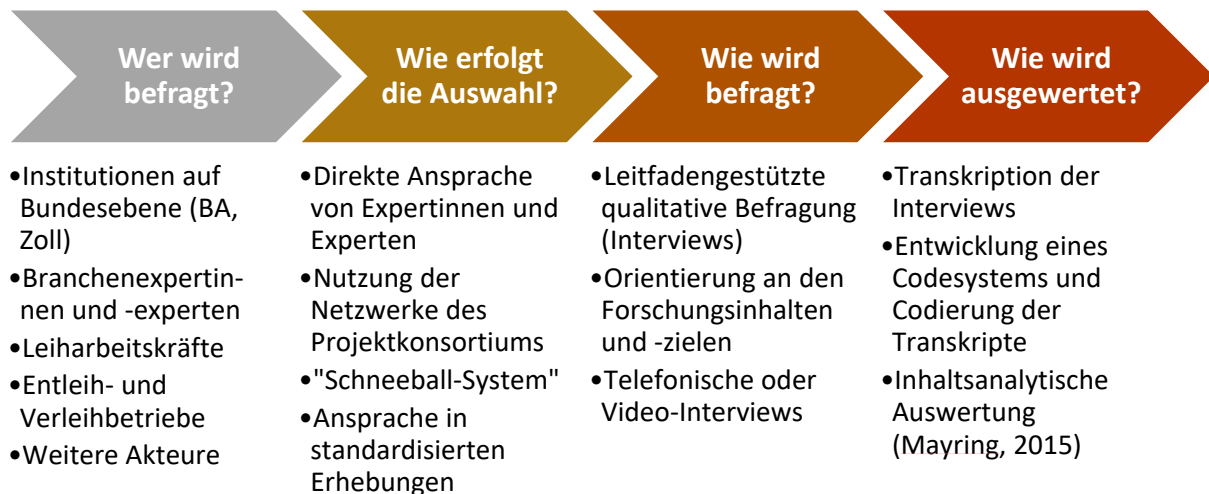 Wer wird
befragt?
•Institutionen auf
Bundesebene (BA,
Zoll)
•Branchenexpertin-
nen und -experten
•Leiharbeitskräfte
•Entleih- und
Verleihbetriebe
•Weitere Akteure
Wie erfolgt
die Auswahl?
•Direkte Ansprache
von Expertinnen und
Experten
•Nutzung der
Netzwerke des
Projektkonsortiums
•"Schneeball-System"
•Ansprache in
standardisierten
Erhebungen
Wie wird
befragt?
•Leitfadengestützte
qualitative Befragung
(Interviews)
•Orientierung an den
Forschungsinhalten
und -zielen
•Telefonische oder
Video-Interviews
Wie wird
ausgewertet?
•Transkription der
Interviews
•Entwicklung eines
Codesystems und
Codierung der
Transkripte
•Inhaltsanalytische
Auswertung
(Mayring, 2015)